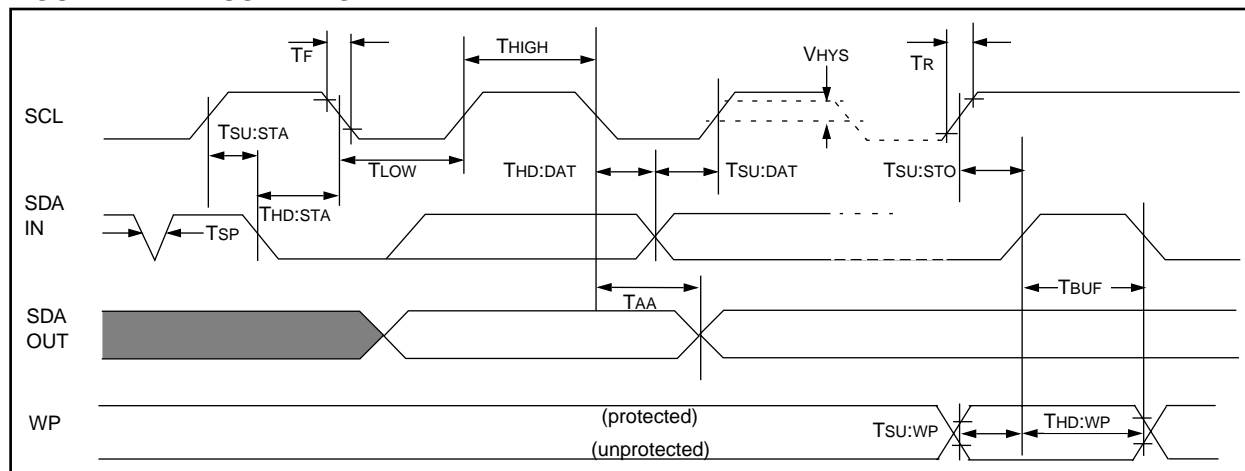 TF
THIGH
VHYS
TR
SCL
TSU:STA
TLOW
THD:DAT
TSU:DAT
TSU:STO
SDA
IN
TSP
THD:STA
TBUF
TAA
SDA
OUT
WP
(protected)
(unprotected)
TSU:WP
THD:WP